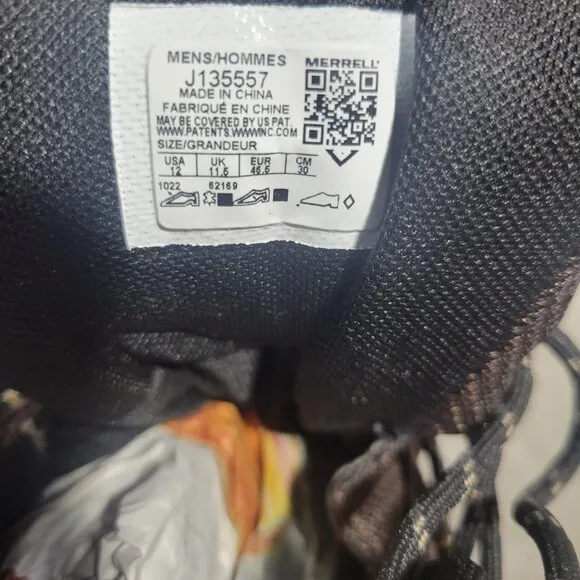 MENS/HOMMES MERRELL
J135557
MADE IN CHINA
FABRIQUÉ EN CHINE
MAY BE COVERED BY US PAT.
WWW.PATENTS.WWWINC.COM
SIZE/GRANDEUR
USA UK EUR CM
12 11.5 46.5 30
1022 62169